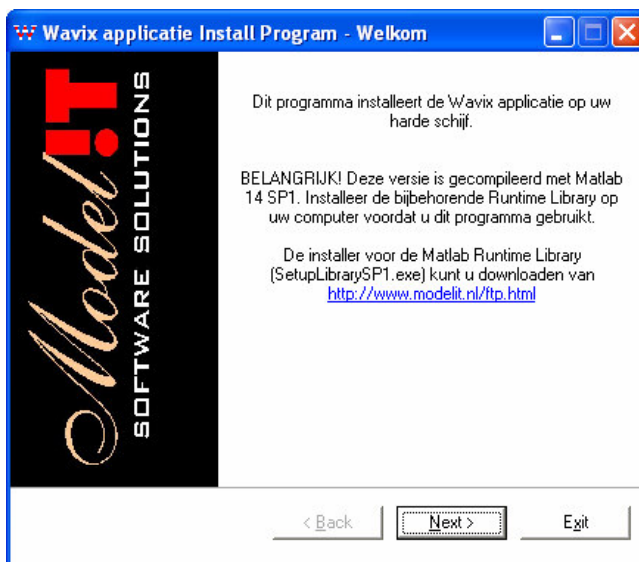 Wavix applicatie Install Program - Welkom
Model!T
SOFTWARE SOLUTIONS
Dit programma installeert de Wavix applicatie op uw
harde schijf.
BELANGRIJK! Deze versie is gecompileerd met Matlab
14 SP1. Installeer de bijbehorende Runtime Library op
uw computer voordat u dit programma gebruikt.
De installer voor de Matlab Runtime Library
(SetupLibrarySP1.exe) kunt u downloaden van
http://www.modelit.nl/ftp.html
< Back
Next >
Exit